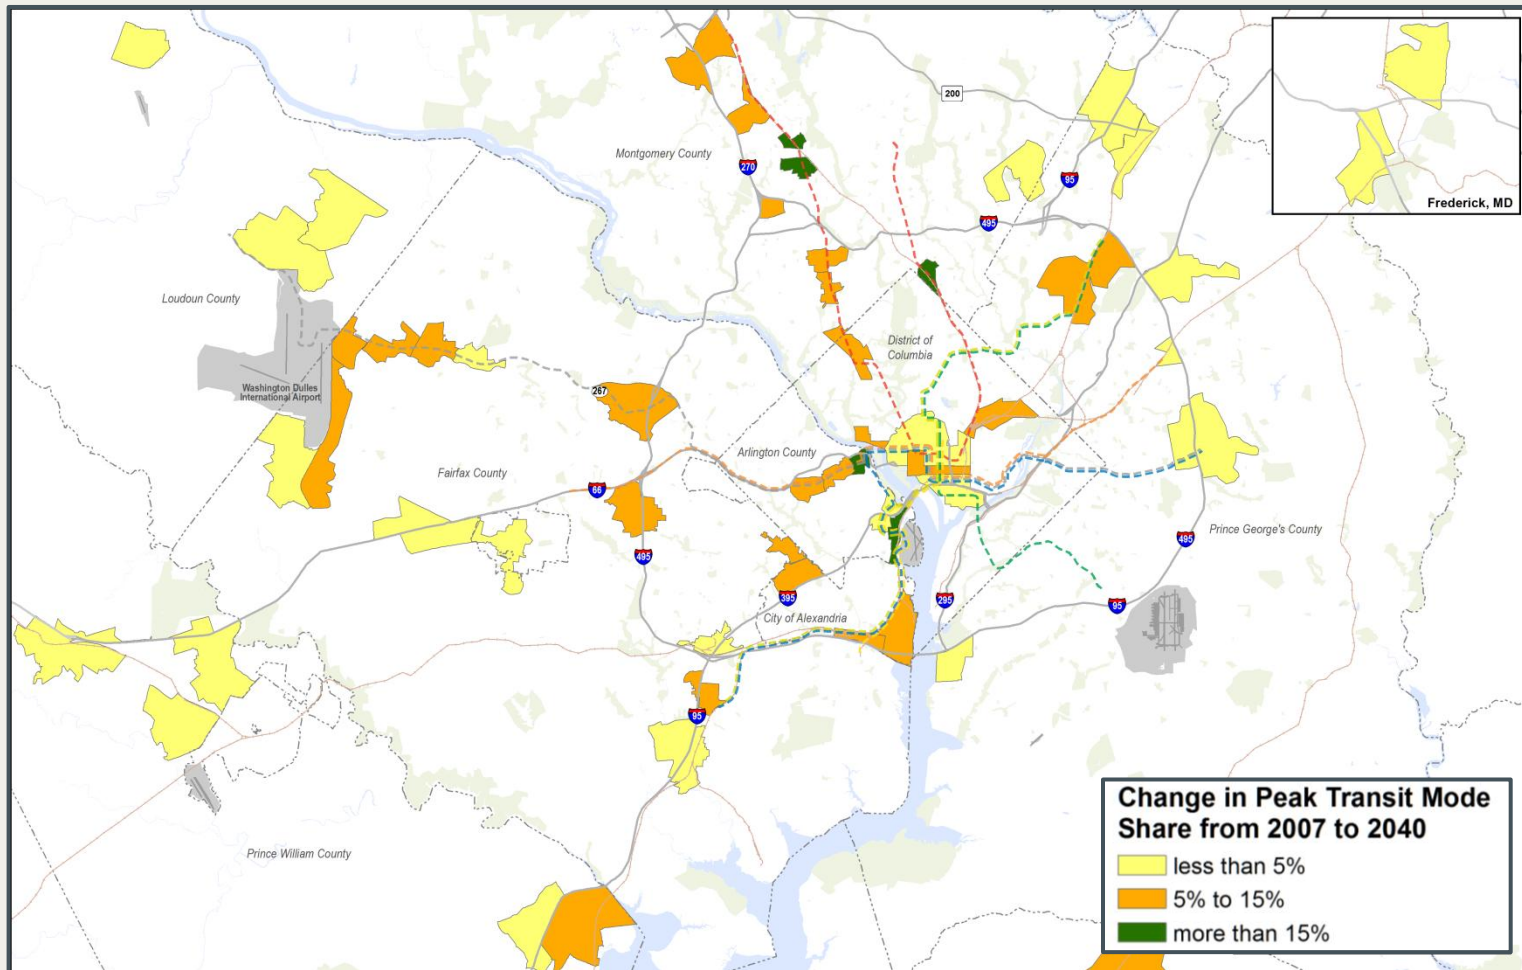 200
Montgomery County
270
95
495
Frederick, MD
Loudoun County
District of
Columbia
Washington Dulles
International Airport
267
Arlington County
Fairfax County
66
Prince George's County
495
495
395
295
95
City of Alexandria
95
Prince William County
Change in Peak Transit Mode
Share from 2007 to 2040
less than 5%
5% to 15%
more than 15%